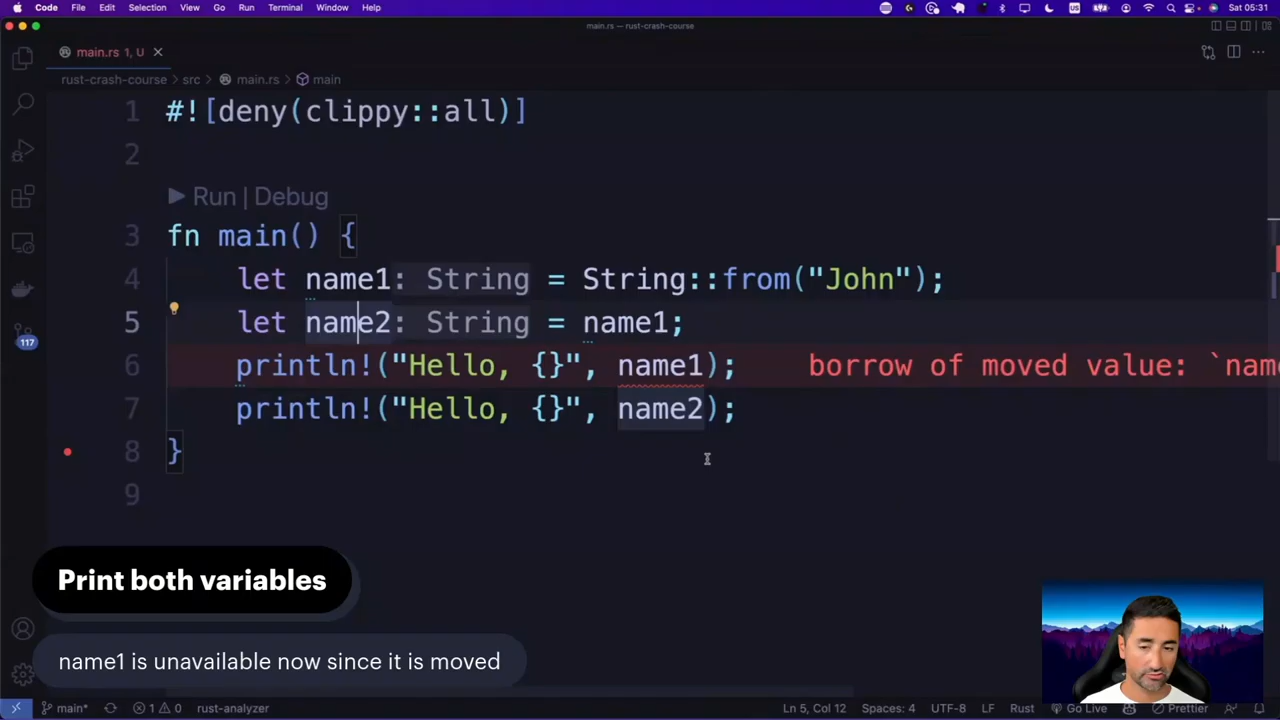 Code File Edit Selection View Go Run Terminal Window Help Sat 05:31
main.rs — rust-crash-course
main.rs 1, U
rust-crash-course > src > main.rs > main
1 #![deny(clippy::all)]
2
Run | Debug
3 fn main() {
4 let name1: String = String::from("John");
5 let name2: String = name1;
6 println!("Hello, {}", name1); borrow of moved value: `name
7 println!("Hello, {}", name2);
8 }
9
117
Print both variables
name1 is unavailable now since it is moved
main* 1 0 rust-analyzer Ln 5, Col 12 Spaces: 4 UTF-8 LF Rust Go Live Prettier